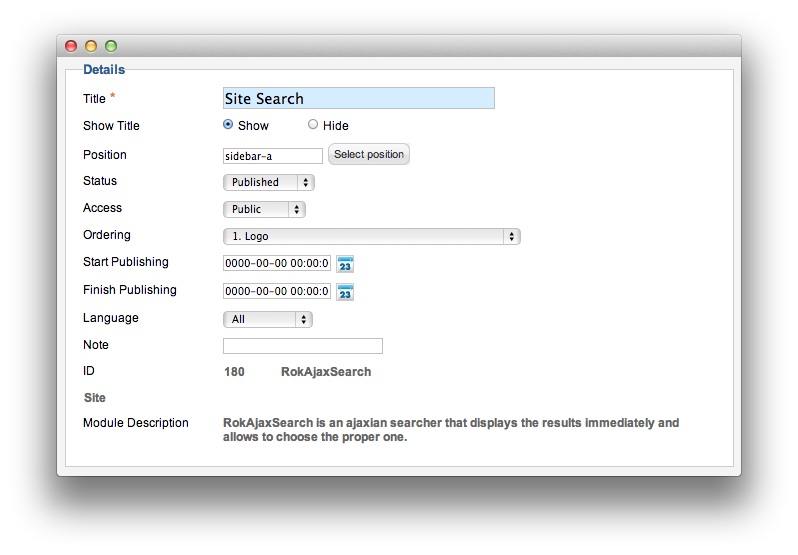 Details
Title *
Site Search
Show Title
Show
Hide
Position
sidebar-a
Select position
Status
Published
Access
Public
Ordering
1. Logo
Start Publishing
0000-00-00 00:00:0
23
Finish Publishing
0000-00-00 00:00:0
23
Language
All
Note
ID
180
RokAjaxSearch
Site
Module Description
RokAjaxSearch is an ajaxian searcher that displays the results immediately and
allows to choose the proper one.